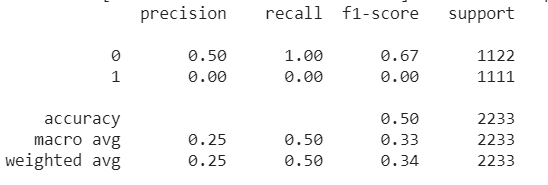 precision recall f1-score support
0 0.50 1.00 0.67 1122
1 0.00 0.00 0.00 1111
accuracy 0.50 2233
macro avg 0.25 0.50 0.33 2233
weighted avg 0.25 0.50 0.34 2233